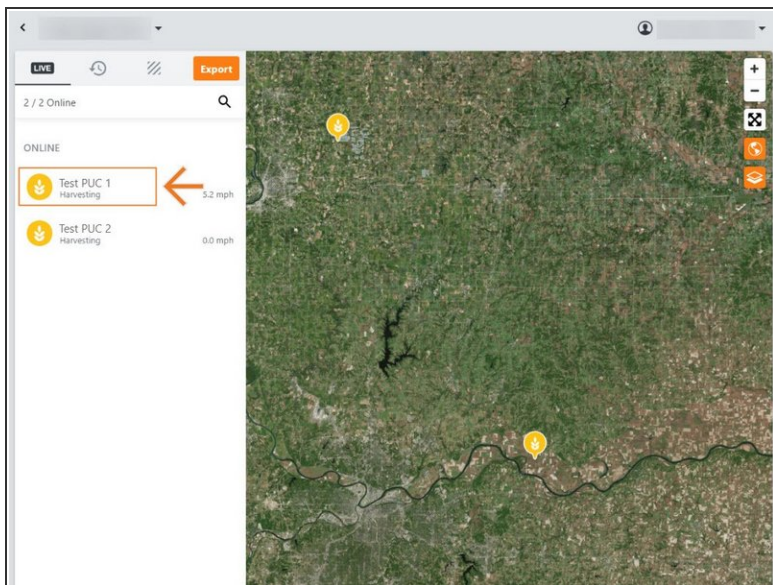 LIVE
Export
2 / 2 Online
ONLINE
Test PUC 1
Harvesting
5.2 mph
Test PUC 2
Harvesting
0.0 mph